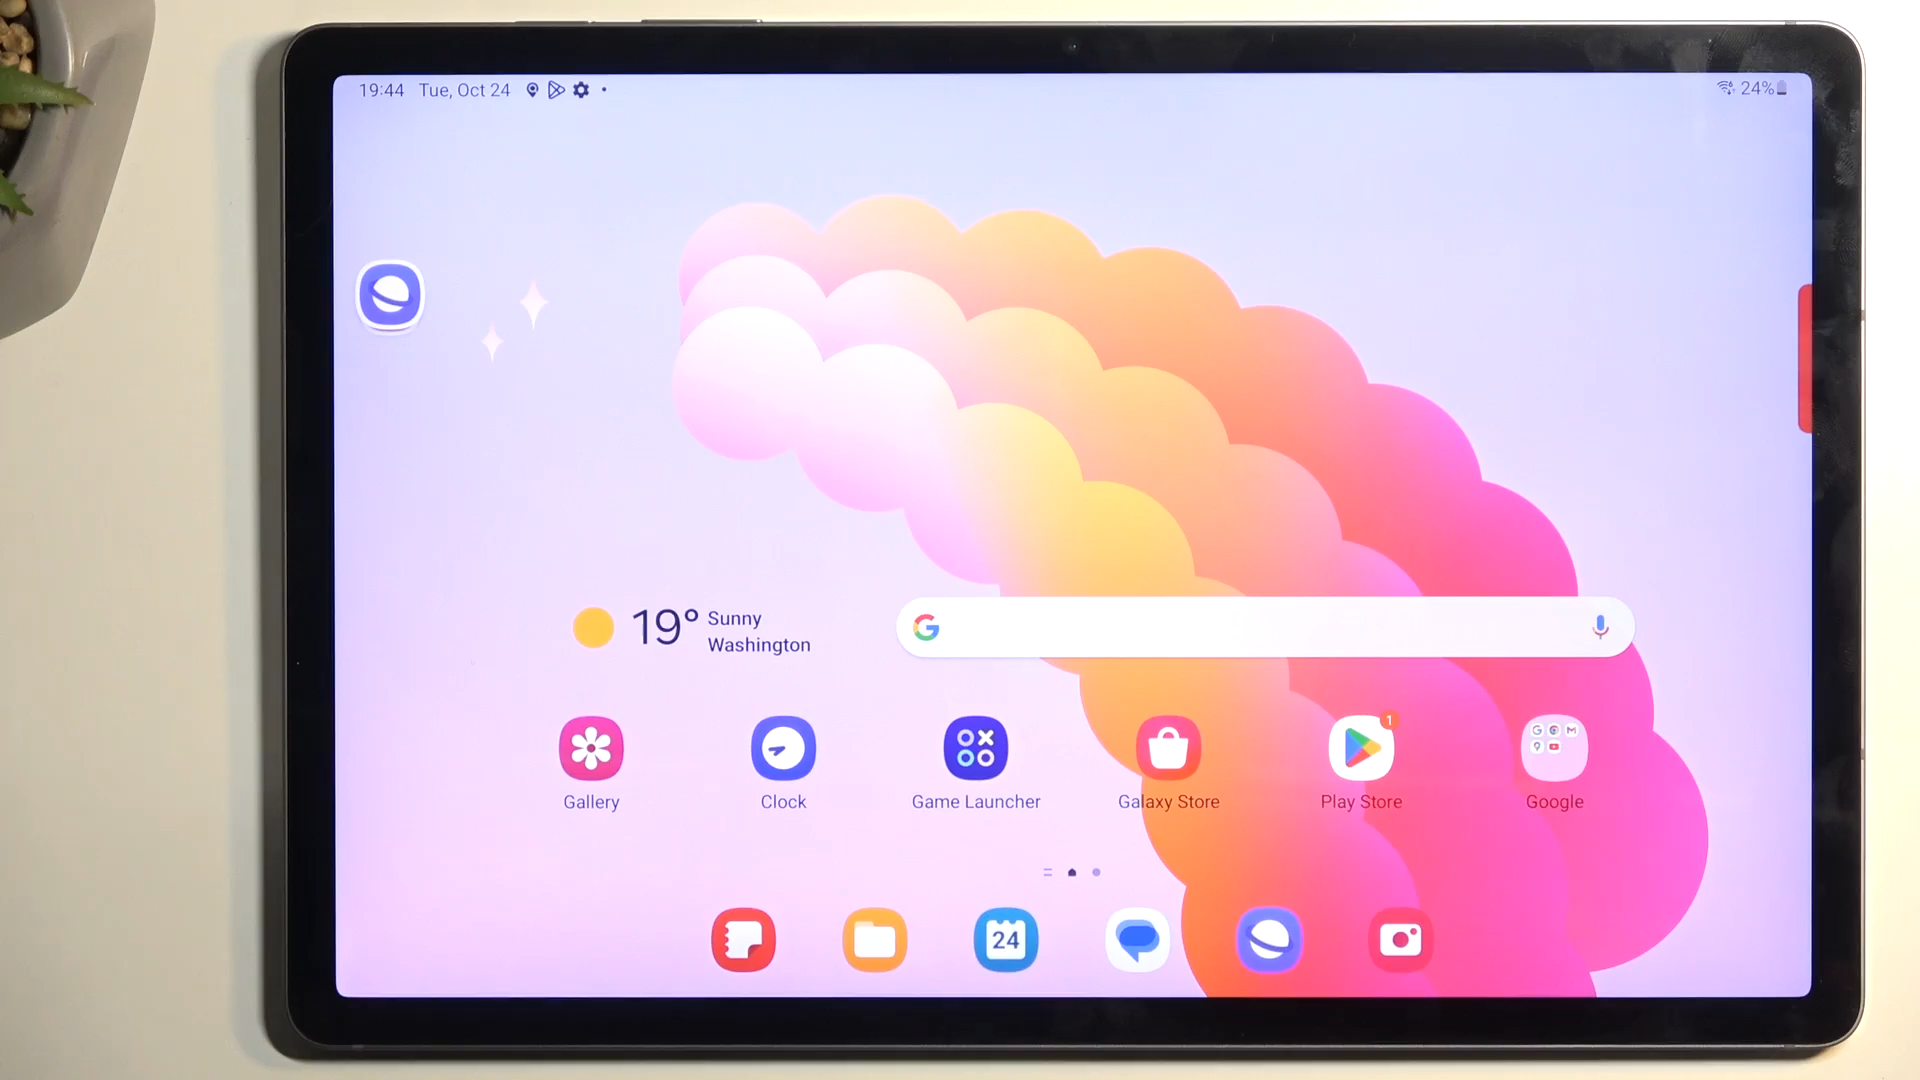 19:44 Tue, Oct 24
24%
19° Sunny
Washington
Gallery
Clock
Game Launcher
Galaxy Store
1
Play Store
Google
24